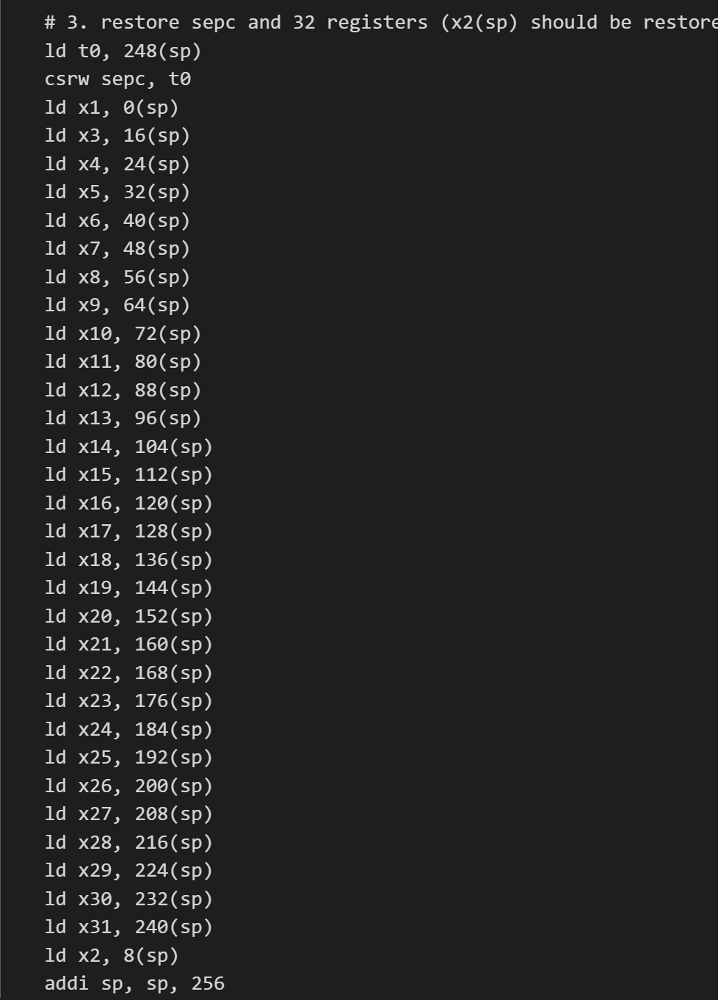 # 3. restore sepc and 32 registers (x2(sp) should be restore
ld t0, 248(sp)
csrw sepc, t0
ld x1, 0(sp)
ld x3, 16(sp)
ld x4, 24(sp)
ld x5, 32(sp)
ld x6, 40(sp)
ld x7, 48(sp)
ld x8, 56(sp)
ld x9, 64(sp)
ld x10, 72(sp)
ld x11, 80(sp)
ld x12, 88(sp)
ld x13, 96(sp)
ld x14, 104(sp)
ld x15, 112(sp)
ld x16, 120(sp)
ld x17, 128(sp)
ld x18, 136(sp)
ld x19, 144(sp)
ld x20, 152(sp)
ld x21, 160(sp)
ld x22, 168(sp)
ld x23, 176(sp)
ld x24, 184(sp)
ld x25, 192(sp)
ld x26, 200(sp)
ld x27, 208(sp)
ld x28, 216(sp)
ld x29, 224(sp)
ld x30, 232(sp)
ld x31, 240(sp)
ld x2, 8(sp)
addi sp, sp, 256